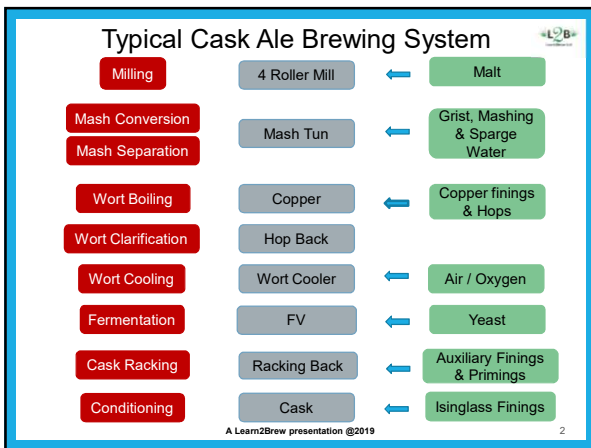 Typical Cask Ale Brewing System
L2B
Milling
4 Roller Mill
Malt
Mash Conversion
Mash Separation
Mash Tun
Grist, Mashing
& Sparge
Water
Wort Boiling
Copper
Copper finings
& Hops
Wort Clarification
Hop Back
Wort Cooling
Wort Cooler
Air / Oxygen
Fermentation
FV
Yeast
Cask Racking
Racking Back
Auxiliary Finings
& Primings
Conditioning
Cask
Isinglass Finings
A Learn2Brew presentation @2019
2